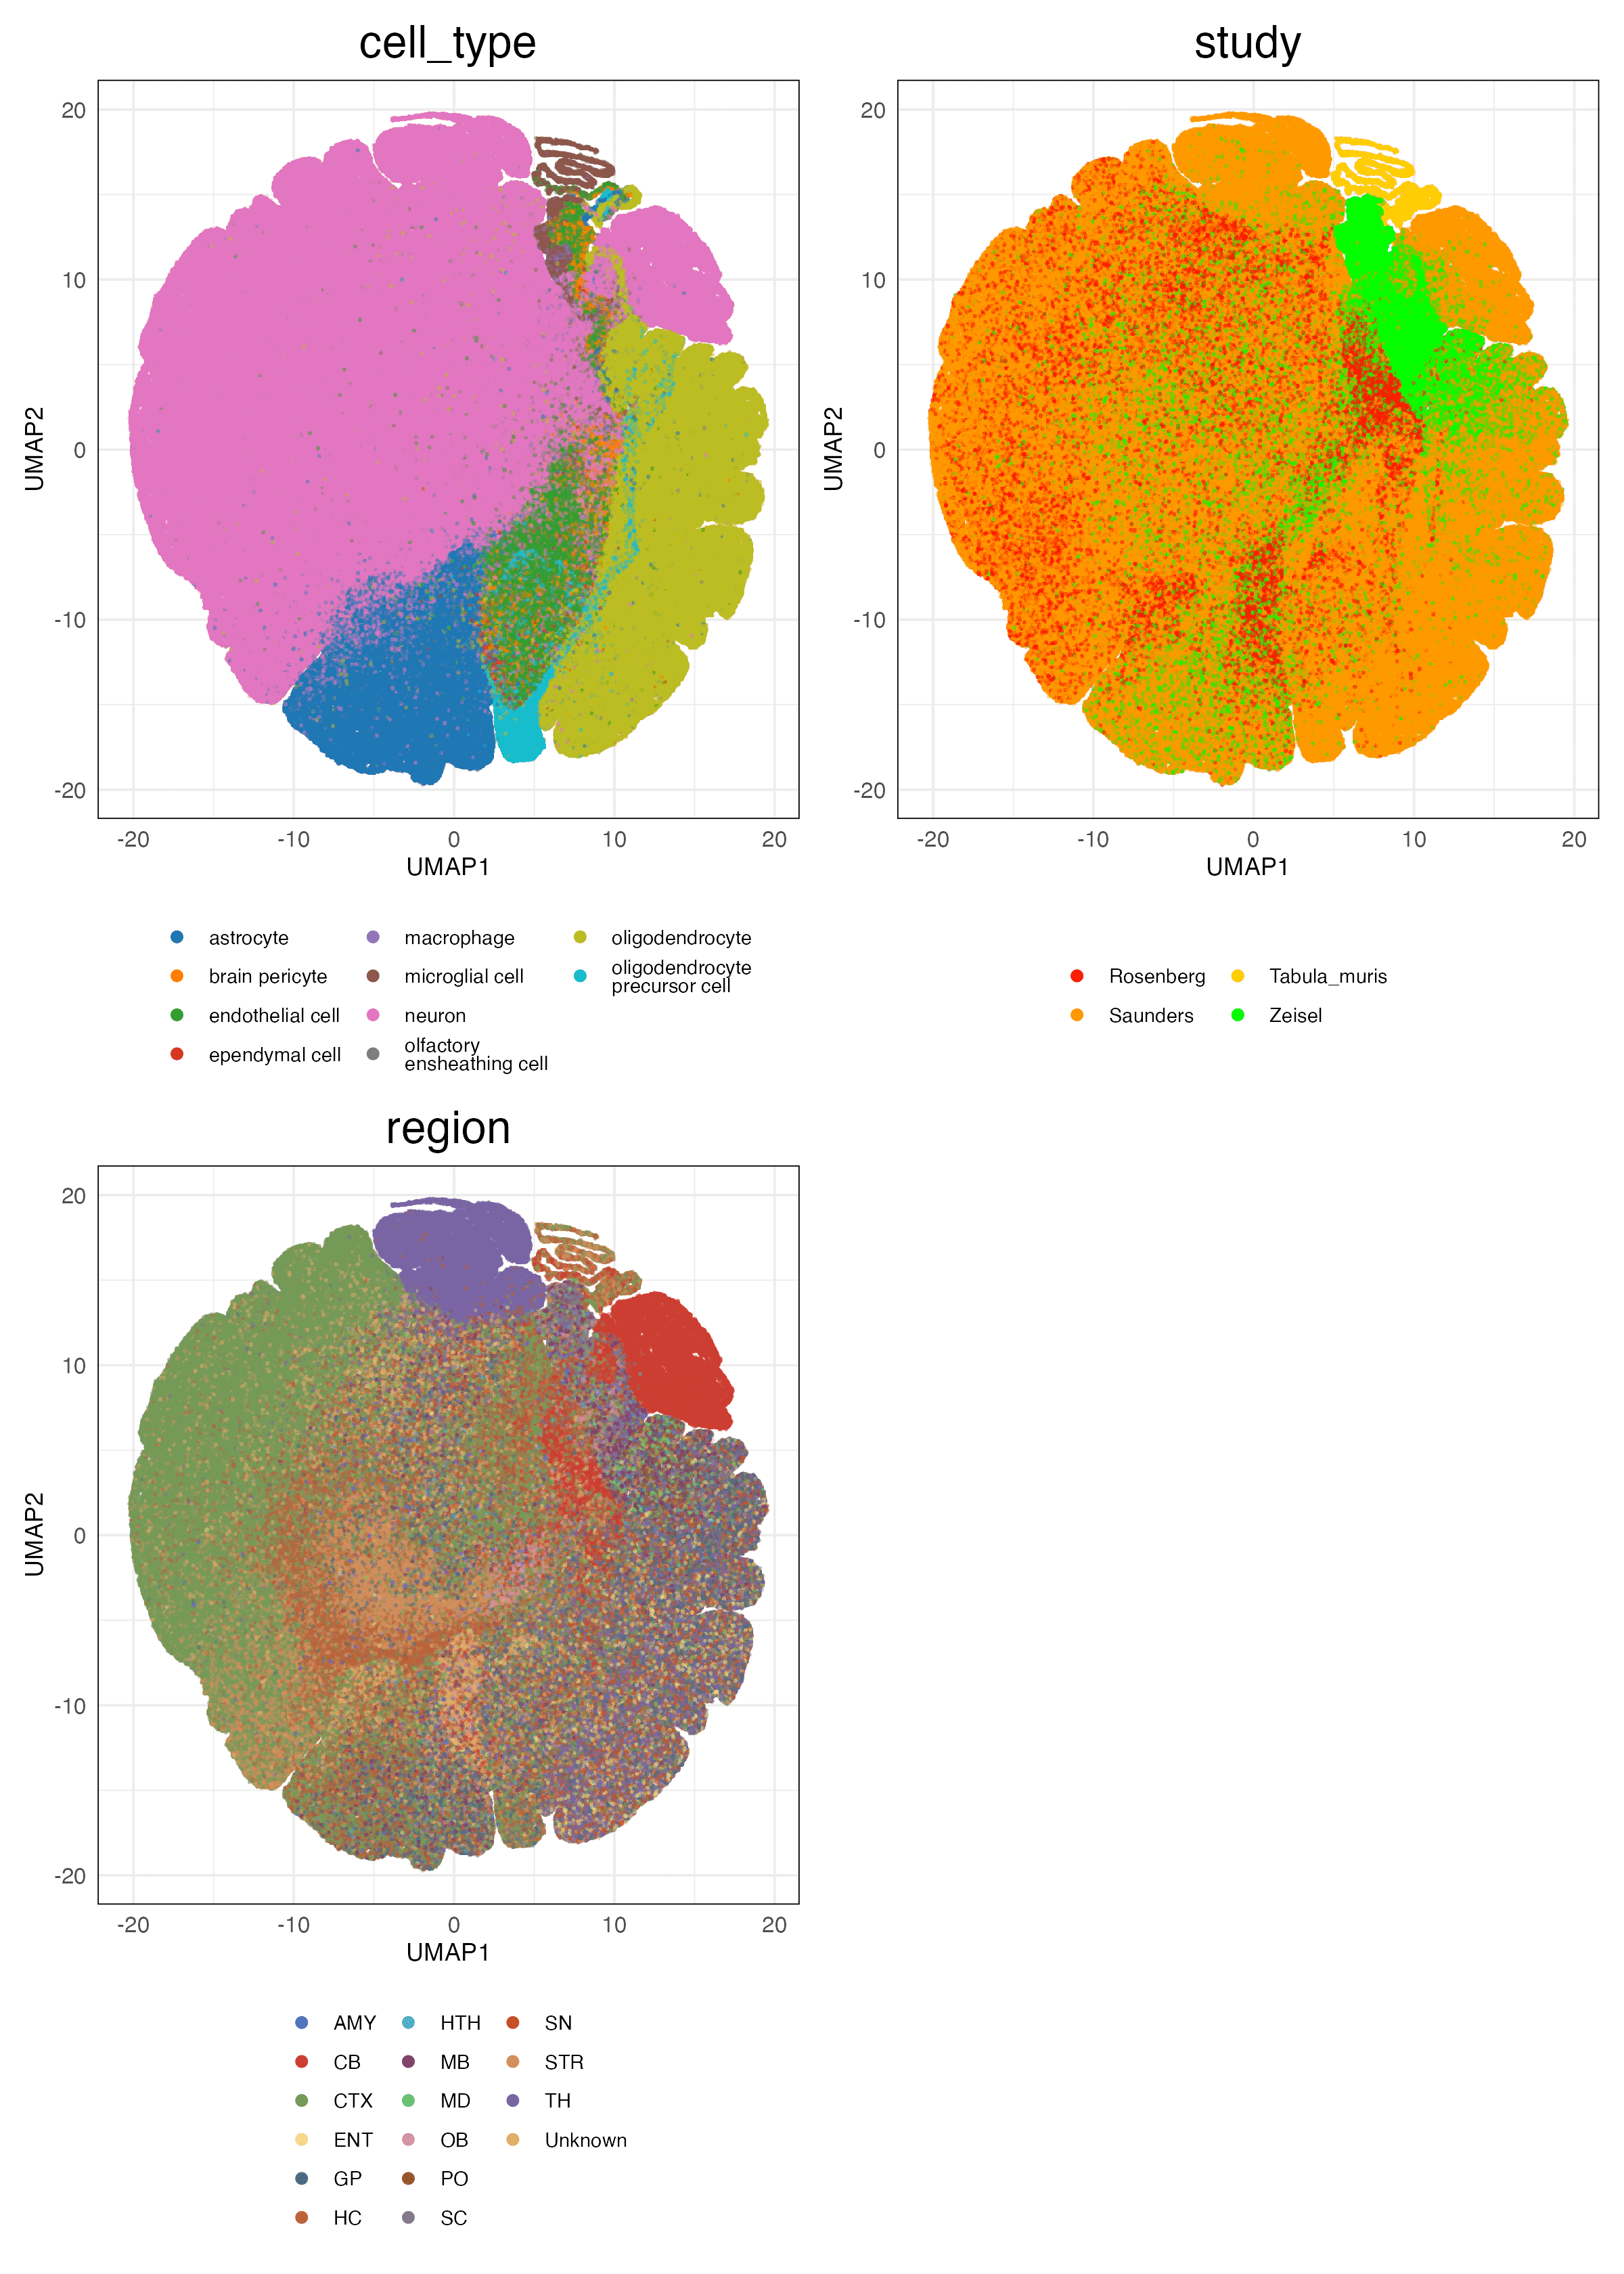 cell_type
study
20
10
0
-10
-20
UMAP2
-20 -10 0 10 20
UMAP1
UMAP2
20
10
0
-10
-20
-20 -10 0 10 20
UMAP1
astrocyte
brain pericyte
endothelial cell
ependymal cell
macrophage
microglial cell
neuron
olfactory
ensheathing cell
oligodendrocyte
oligodendrocyte
precursor cell
Rosenberg
Saunders
Tabula_muris
Zeisel
region
20
10
0
-10
-20
UMAP2
-20 -10 0 10 20
UMAP1
AMY
CB
CTX
ENT
GP
HC
HTH
MB
MD
OB
PO
SC
SN
STR
TH
Unknown